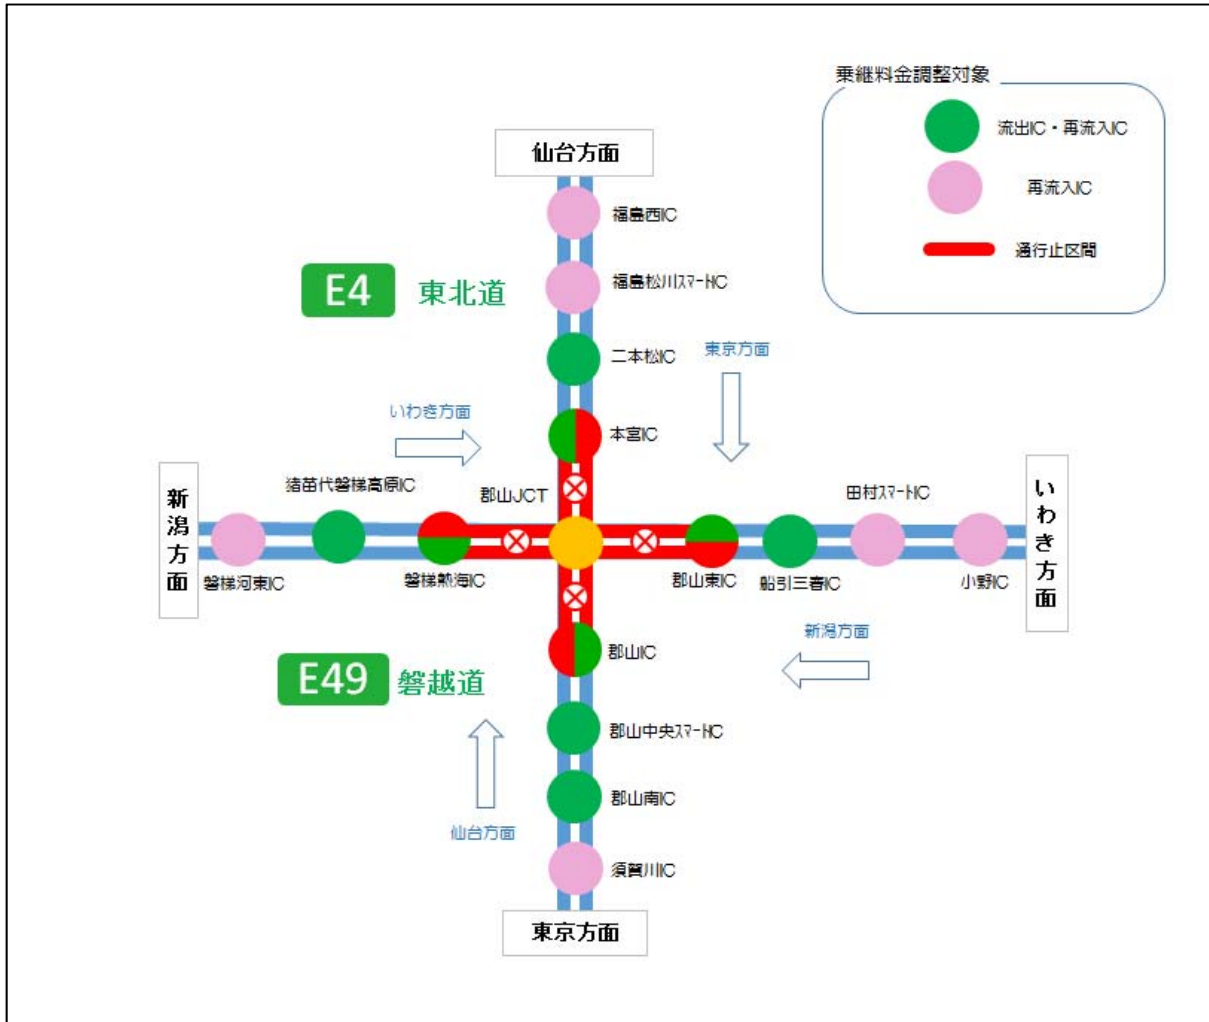 乗継料金調整対象
流出IC・再流入IC
再流入IC
通行止区間
仙台方面
福島西IC
E4 東北道
福島松川スマートIC
二本松IC
東京方面
いわき方面
本宮IC
新潟方面
猪苗代磐梯高原IC
郡山JCT
田村スマートIC
いわき方面
磐梯河東IC
磐梯熱海IC
郡山東IC
船引三春IC
小野IC
新潟方面
郡山IC
E49 磐越道
郡山中央スマートIC
郡山南IC
仙台方面
須賀川IC
東京方面